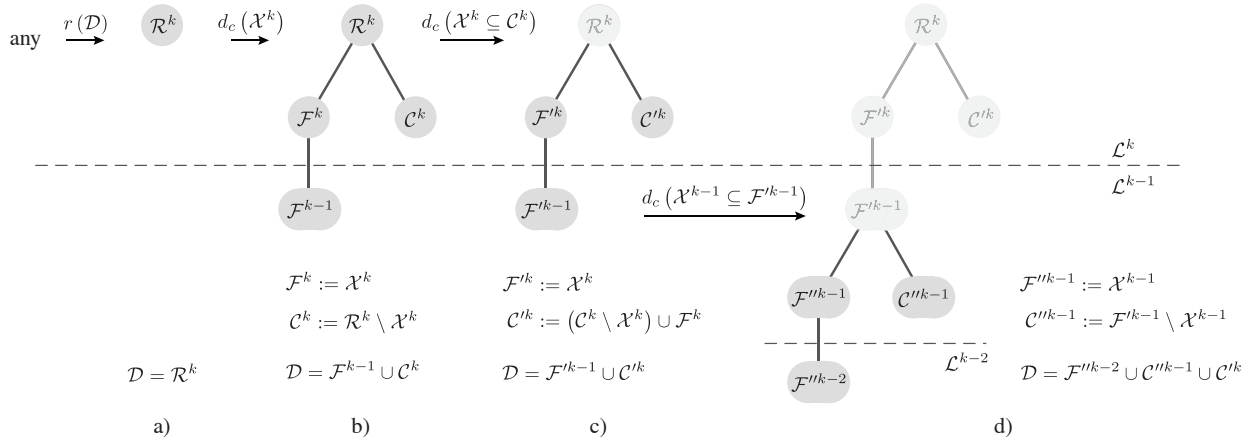 any r (𝒟) ℛ^k d_c (𝒳^k) ℛ^k d_c (𝒳^k ⊆ 𝒞^k) ℛ^k ℛ^k
ℱ^k 𝒞^k ℱ′^k 𝒞′^k ℱ′^k 𝒞′^k
ℒ^k
ℒ^{k−1}
ℱ^{k−1} ℱ′^{k−1} d_c (𝒳^{k−1} ⊆ ℱ′^{k−1}) ℱ′^{k−1}
ℱ^k := 𝒳^k ℱ′^k := 𝒳^k ℱ″^{k−1} 𝒞″^{k−1} ℱ″^{k−1} := 𝒳^{k−1}
𝒞^k := ℛ^k \ 𝒳^k 𝒞′^k := (𝒞^k \ 𝒳^k) ∪ ℱ^k 𝒞″^{k−1} := ℱ′^{k−1} \ 𝒳^{k−1}
ℒ^{k−2}
𝒟 = ℛ^k 𝒟 = ℱ^{k−1} ∪ 𝒞^k 𝒟 = ℱ′^{k−1} ∪ 𝒞′^k ℱ″^{k−2} 𝒟 = ℱ″^{k−2} ∪ 𝒞″^{k−1} ∪ 𝒞′^k
a) b) c) d)